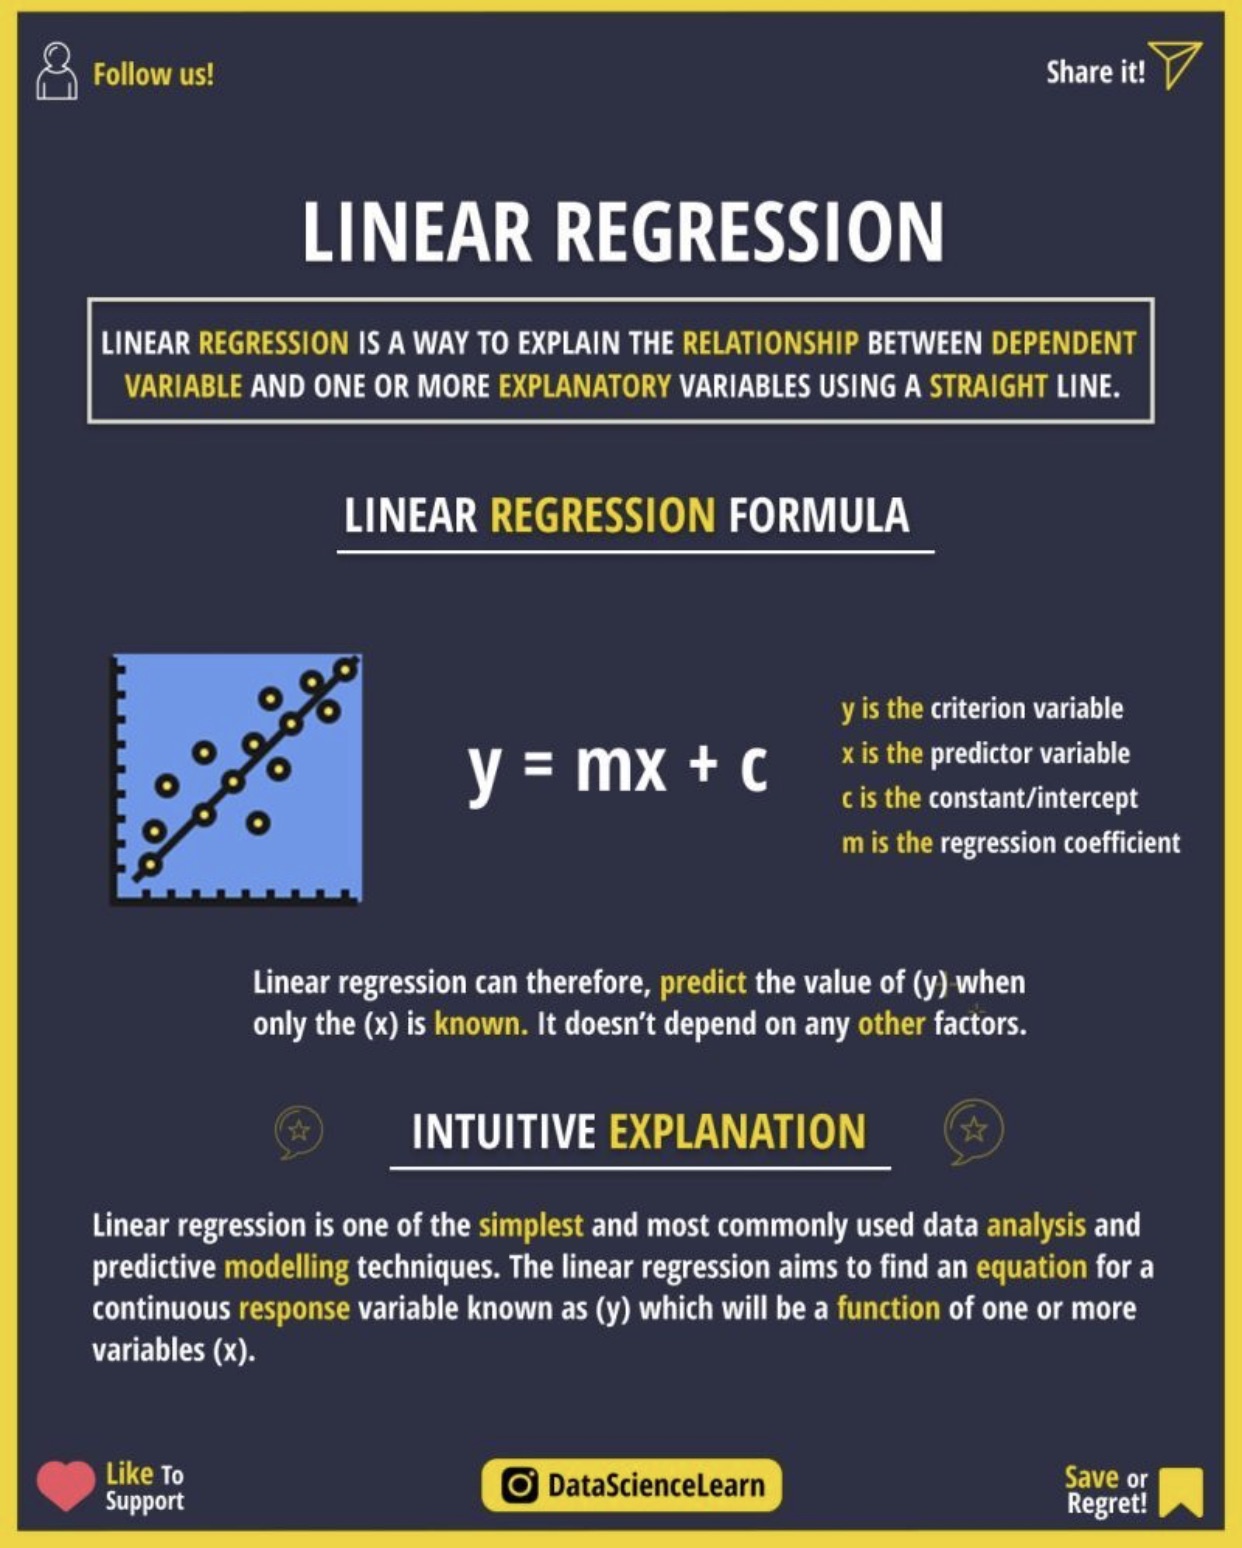 Follow us!
Share it!
LINEAR REGRESSION
LINEAR REGRESSION IS A WAY TO EXPLAIN THE RELATIONSHIP BETWEEN DEPENDENT
VARIABLE AND ONE OR MORE EXPLANATORY VARIABLES USING A STRAIGHT LINE.
LINEAR REGRESSION FORMULA
y = mx + c
y is the criterion variable
x is the predictor variable
c is the constant/intercept
m is the regression coefficient
Linear regression can therefore, predict the value of (y) when
only the (x) is known. It doesn't depend on any other factors.
INTUITIVE EXPLANATION
Linear regression is one of the simplest and most commonly used data analysis and
predictive modelling techniques. The linear regression aims to find an equation for a
continuous response variable known as (y) which will be a function of one or more
variables (x).
Like To
Support
DataScienceLearn
Save or
Regret!